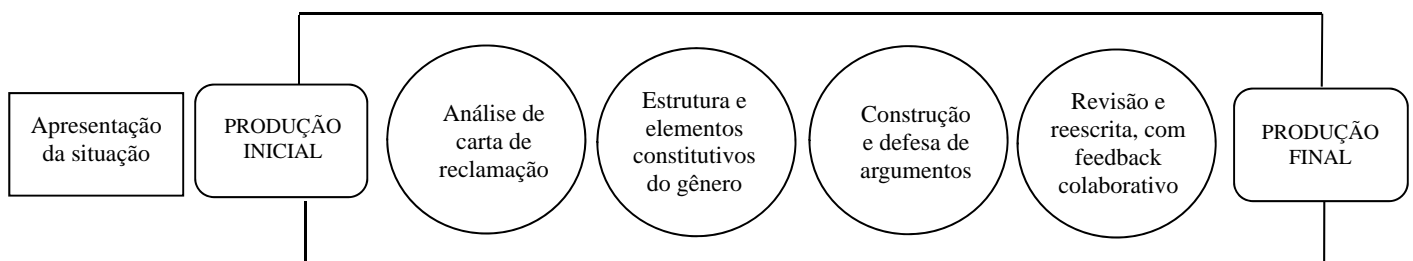 Apresentação
da situação
PRODUÇÃO
INICIAL
Análise de
carta de
reclamação
Estrutura e
elementos
constitutivos
do gênero
Construção
e defesa de
argumentos
Revisão e
reescrita, com
feedback
colaborativo
PRODUÇÃO
FINAL